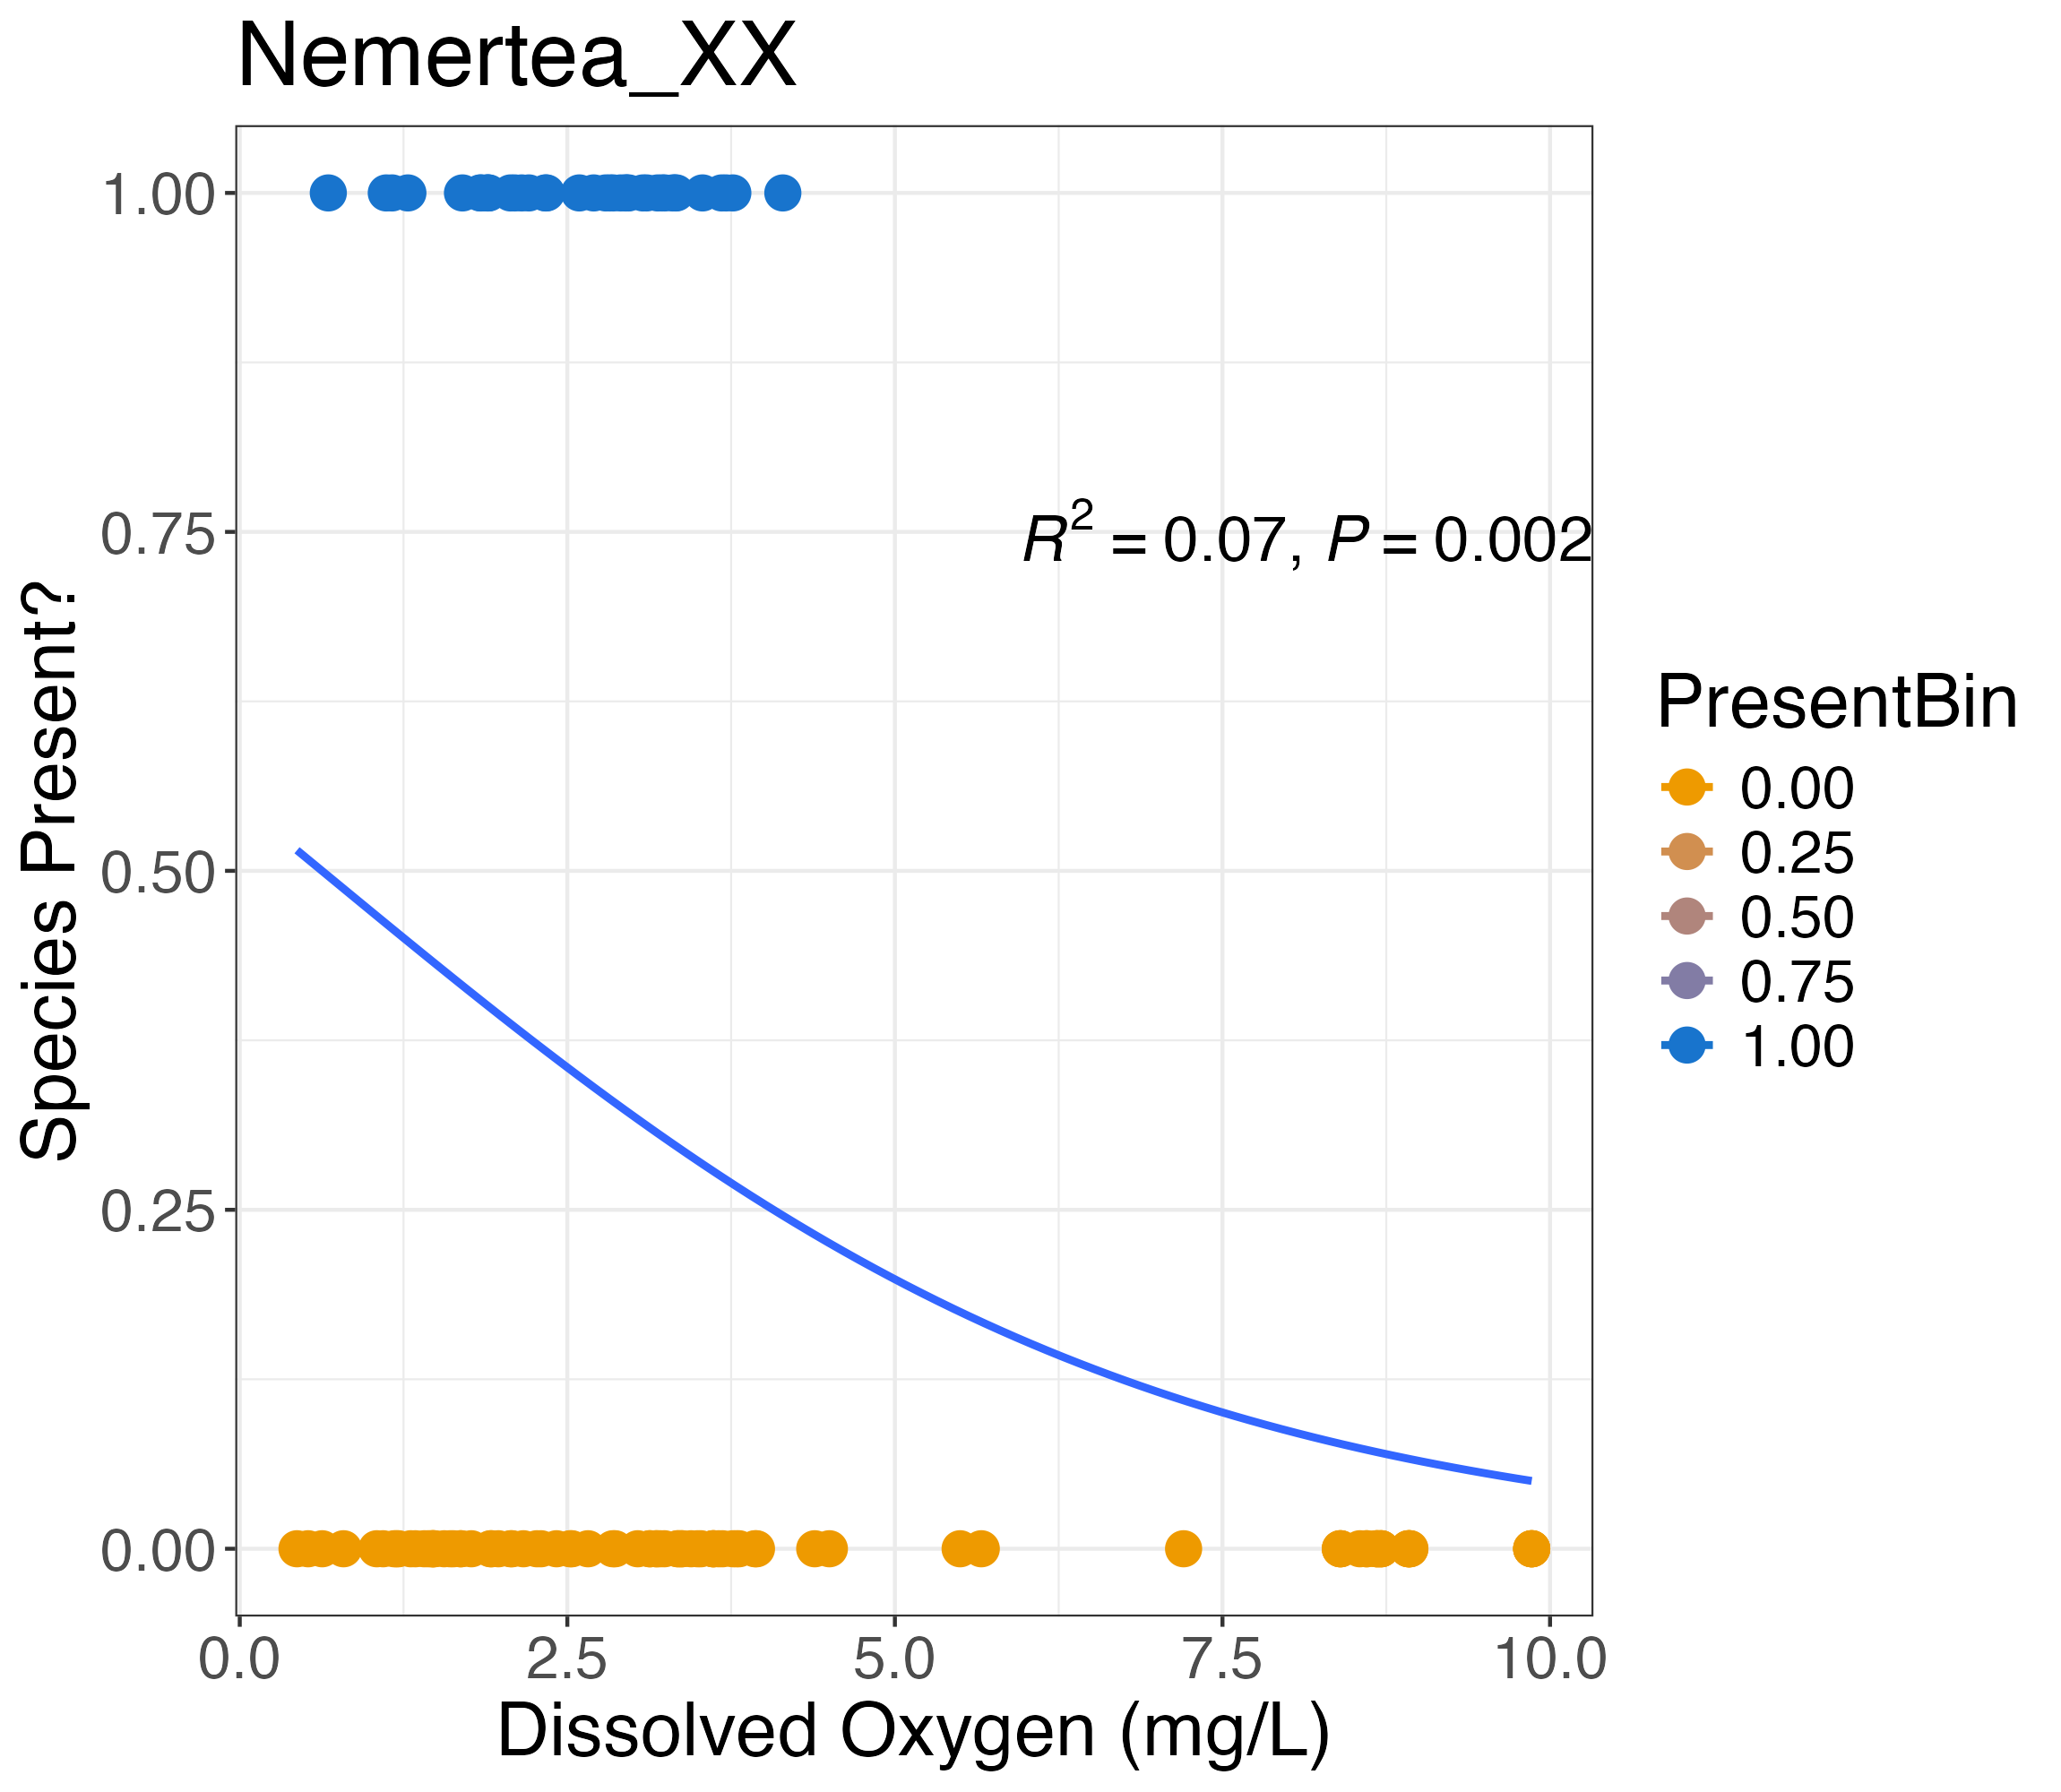 Nemertea_XX
1.00
0.75
0.50
0.25
0.00
Species Present?
R² = 0.07, P = 0.002
0.0 2.5 5.0 7.5 10.0
Dissolved Oxygen (mg/L)
PresentBin
0.00
0.25
0.50
0.75
1.00